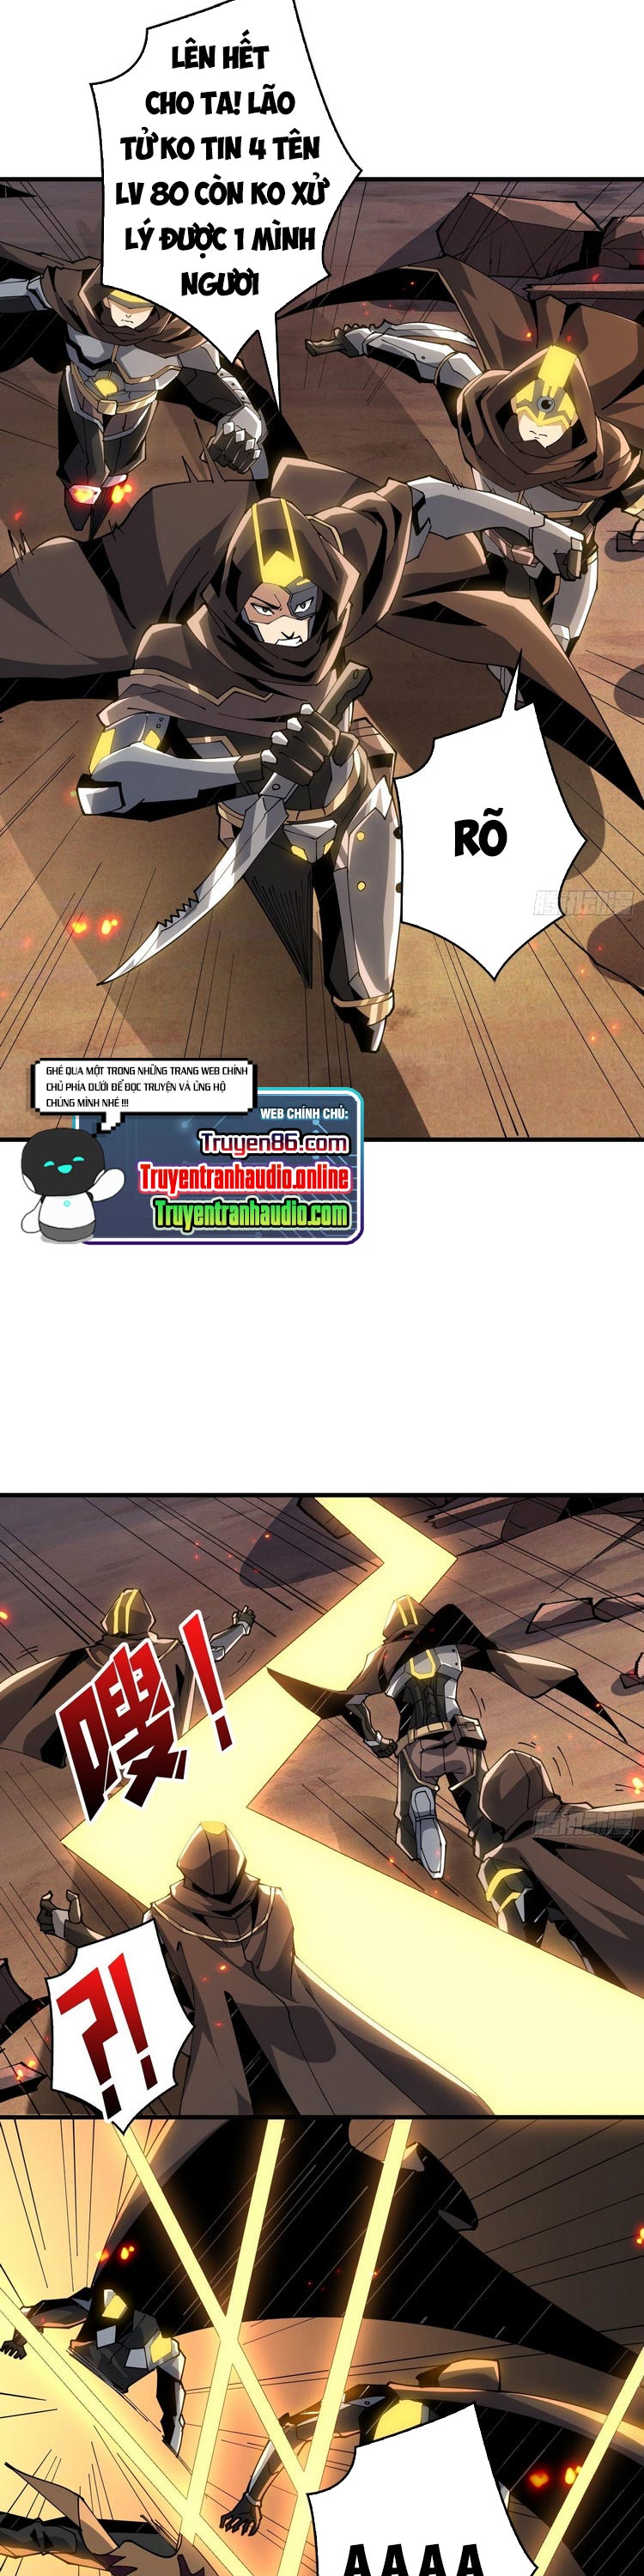 LÊN HẾT
CHO TA! LÃO
TỬ KO TIN 4 TÊN
LV 80 CÒN KO XỬ
LÝ ĐƯỢC 1 MÌNH
NGƯƠI
RÕ
GHÉ QUA MỘT TRONG NHỮNG TRANG WEB CHÍNH
CHỦ PHÍA DƯỚI ĐỂ ĐỌC TRUYỆN VÀ ỦNG HỘ
CHÚNG MÌNH NHÉ !!!
WEB CHÍNH CHỦ:
Truyen86.com
Truyentranhaudio.online
Truyentranhaudio.com
嗖!
?!
AAAA